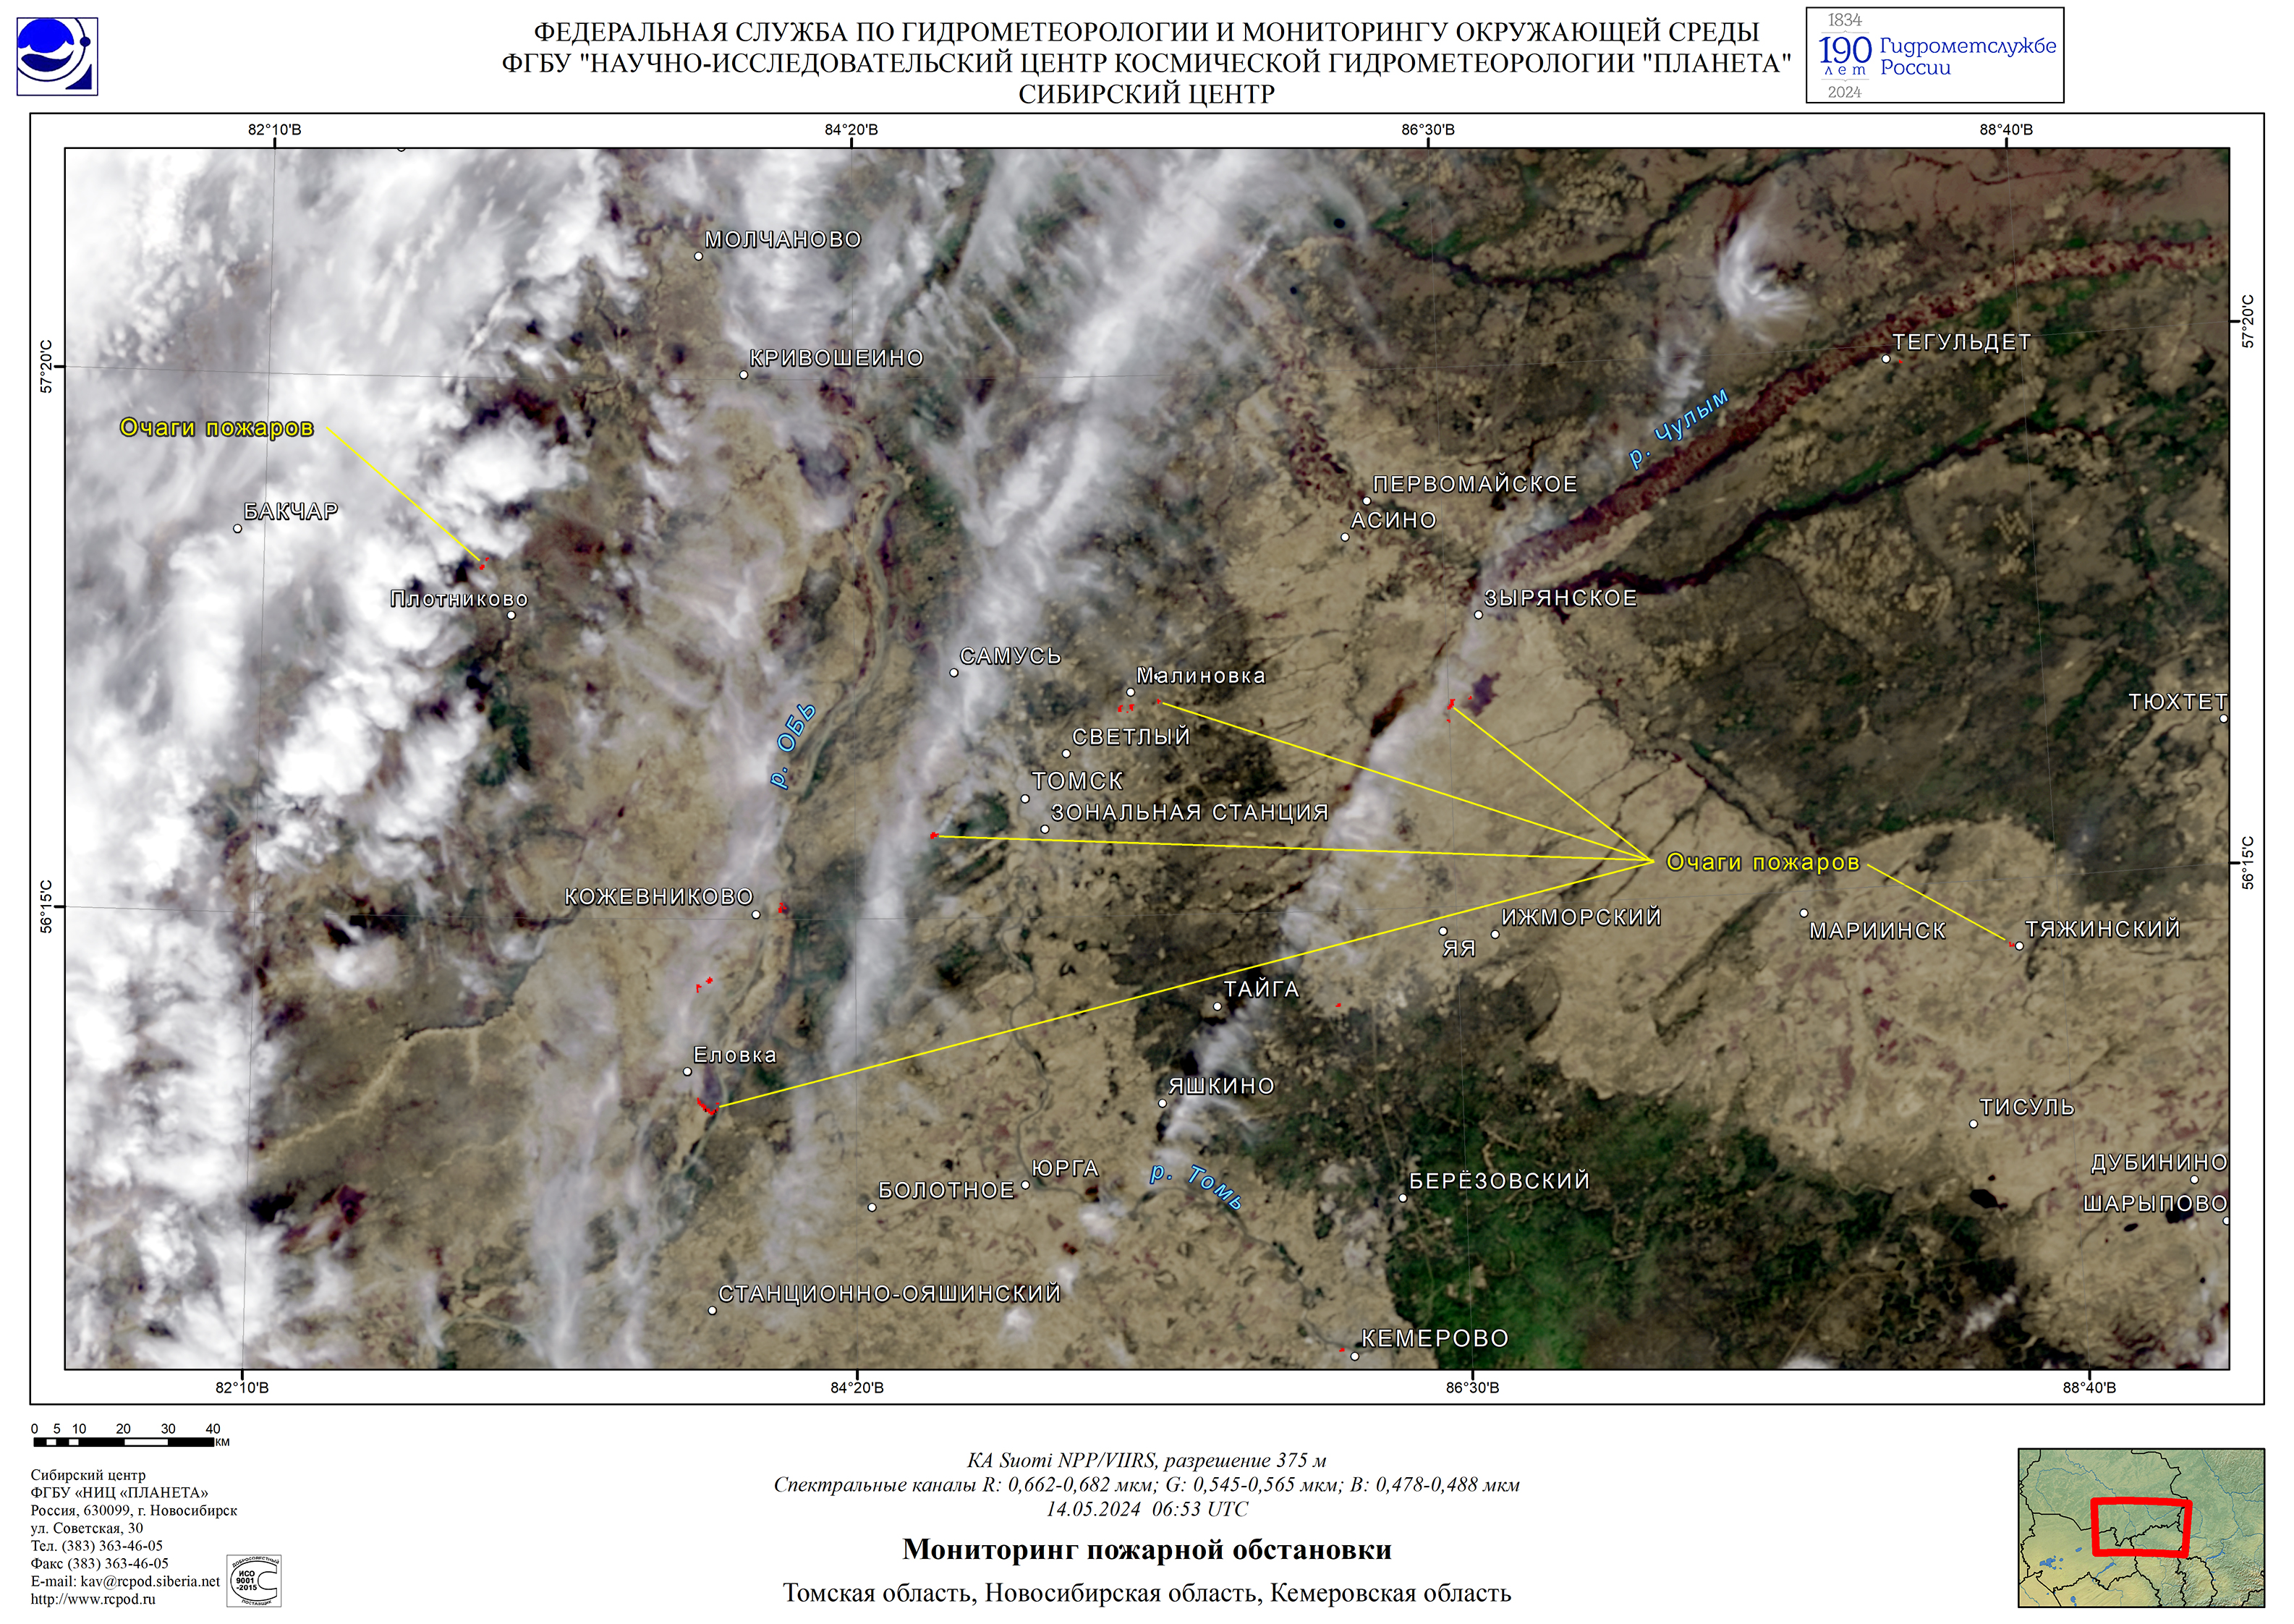 ФЕДЕРАЛЬНАЯ СЛУЖБА ПО ГИДРОМЕТЕОРОЛОГИИ И МОНИТОРИНГУ ОКРУЖАЮЩЕЙ СРЕДЫ
ФГБУ "НАУЧНО-ИССЛЕДОВАТЕЛЬСКИЙ ЦЕНТР КОСМИЧЕСКОЙ ГИДРОМЕТЕОРОЛОГИИ "ПЛАНЕТА"
СИБИРСКИЙ ЦЕНТР
1834
190 Гидрометслужбе
лет России
2024
82°10'В 84°20'В 86°30'В 88°40'В
МОЛЧАНОВО
57°20'С
57°20'С
ТЕГУЛЬДЕТ
КРИВОШЕИНО
р. Чулым
Очаги пожаров
ПЕРВОМАЙСКОЕ
БАКЧАР
АСИНО
Плотниково
ЗЫРЯНСКОЕ
САМУСЬ
Малиновка
ТЮХТЕТ
р. ОБЬ
СВЕТЛЫЙ
ТОМСК
ЗОНАЛЬНАЯ СТАНЦИЯ
Очаги пожаров
56°15'С
56°15'С
КОЖЕВНИКОВО
ИЖМОРСКИЙ
МАРИИНСК
ТЯЖИНСКИЙ
ЯЯ
ТАЙГА
Еловка
ЯШКИНО
ТИСУЛЬ
ДУБИНИНО
ЮРГА
р. Томь
БЕРЁЗОВСКИЙ
БОЛОТНОЕ
ШАРЫПОВО
СТАНЦИОННО-ОЯШИНСКИЙ
КЕМЕРОВО
82°10'В 84°20'В 86°30'В 88°40'В
0 5 10 20 30 40
км
КА Suomi NPP/VIIRS, разрешение 375 м
Спектральные каналы R: 0,662-0,682 мкм; G: 0,545-0,565 мкм; B: 0,478-0,488 мкм
14.05.2024 06:53 UTC
Мониторинг пожарной обстановки
Томская область, Новосибирская область, Кемеровская область
Сибирский центр
ФГБУ «НИЦ «ПЛАНЕТА»
Россия, 630099, г. Новосибирск
ул. Советская, 30
Тел. (383) 363-46-05
Факс (383) 363-46-05
E-mail: kav@rcpod.siberia.net
http://www.rcpod.ru
ДОБРОСОВЕСТНЫЙ
ИСО
9001
-2015
ПОСТАВЩИК